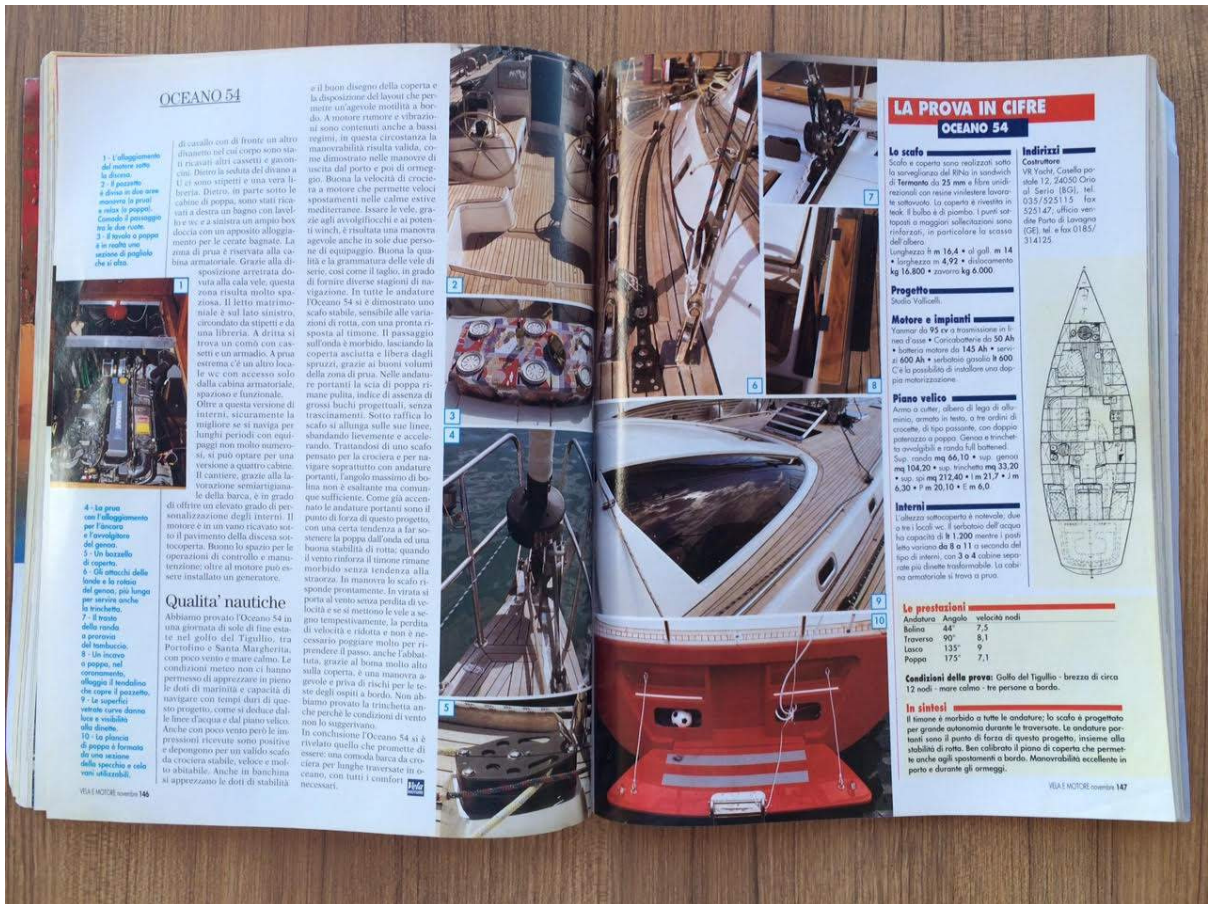 OCEANO 54
1 - L'alloggiamento
del motore sotto
la discesa.
2 - Il pozzetto
è diviso in due aree
manovra (a prua)
e relax (a poppa).
Comodo il passaggio
tra le due ruote.
3 - Il tavolo a poppa
è in realtà una
sezione di pagliolo
che si alza.
4 - La prua
con l'alloggiamento
per l'àncora
e l'avvolgitore
del genoa.
5 - Un bozzello
di coperta.
6 - Gli attacchi delle
lande e la rotaia
del genoa, più lunga
per servire anche
la trinchetta.
7 - Il trasto
della randa
a proravia
del tambuccio.
8 - Un incavo
a poppa, nel
coronamento,
alloggia il tendalino
che copre il pozzetto.
9 - Le superfici
vetrate curve danno
luce e visibilità
alla dinette.
10 - La plancia
di poppa è formata
da una sezione
dello specchio e cela
vani utilizzabili.
di carallo con di fronte un altro
divanetto nel cui corpo sono sta-
ti ricavati altri cassetti e gavon-
cini. Dietro la seduta del divano a
U ci sono stipetti e una vera li-
breria. Dietro, in parte sotto le
cabine di poppa, sono stati rica-
vati a destra un bagno con lavel-
lo e wc e a sinistra un ampio box
doccia con un apposito alloggia-
mento per le cerate bagnate. La
zona di prua è riservata alla ca-
bina armatoriale. Grazie alla di-
sposizione arretrata do-
vuta alla cala vele, questa
zona risulta molto spa-
ziosa. Il letto matrimo-
niale è sul lato sinistro,
circondato da stipetti e da
una libreria. A dritta si
trova un comò con cas-
setti e un armadio. A prua
estrema c'è un altro loca-
le wc con accesso solo
dalla cabina armatoriale,
spazioso e funzionale.
Oltre a questa versione di
interni, sicuramente la
migliore se si naviga per
lunghi periodi con equi-
paggi non molto numero-
si, si può optare per una
versione a quattro cabine.
Il cantiere, grazie alla la-
vorazione semiartigiana-
le della barca, è in grado
di offrire un elevato grado di per-
sonalizzazione degli interni. Il
motore è in un vano ricavato sot-
to il pavimento della discesa sot-
tocoperta. Buono lo spazio per le
operazioni di controllo e manu-
tenzione; oltre al motore può es-
sere installato un generatore.
Qualita' nautiche
Abbiamo provato l'Oceano 54 in
una giornata di sole di fine esta-
te nel golfo del Tigullio, tra
Portofino e Santa Margherita,
con poco vento e mare calmo. Le
condizioni meteo non ci hanno
permesso di apprezzare in pieno
le doti di marinità e capacità di
navigare con tempi duri di que-
sto progetto, come si deduce dal-
le linee d'acqua e dal piano velico.
Anche con poco vento però le im-
pressioni ricevute sono positive
e depongono per un valido scafo
da crociera stabile, veloce e mol-
to abitabile. Anche in banchina
si apprezzano le doti di stabilità
e il buon disegno della coperta e
la disposizione del layout che per-
mette un'agevole motilità a bor-
do. A motore rumore e vibrazio-
ni sono contenuti anche a bassi
regimi, in questa circostanza la
manovrabilità risulta valida, co-
me dimostrato nelle manovre di
uscita dal porto e poi di ormeg-
gio. Buona la velocità di crocie-
ra a motore che permette veloci
spostamenti nelle calme estive
mediterranee. Issare le vele, gra-
zie agli avvolgifiocchi e ai poten-
ti winch, è risultata una manovra
agevole anche in sole due perso-
ne di equipaggio. Buona la qua-
lità e la grammatura delle vele di
serie, così come il taglio, in grado
di fornire diverse stagioni di na-
vigazione. In tutte le andature
l'Oceano 54 si è dimostrato uno
scafo stabile, sensibile alle varia-
zioni di rotta, con una pronta ri-
sposta al timone. Il passaggio
sull'onda è morbido, lasciando la
coperta asciutta e libera dagli
spruzzi, grazie ai buoni volumi
della zona di prua. Nelle andatu-
re portanti la scia di poppa ri-
mane pulita, indice di assenza di
grossi buchi progettuali, senza
trascinamenti. Sotto raffica lo
scafo si allunga sulle sue linee,
sbandando lievemente e accele-
rando. Trattandosi di uno scafo
pensato per la crociera e per na-
vigare soprattutto con andature
portanti, l'angolo massimo di bo-
lina non è esaltante ma comun-
que sufficiente. Come già accen-
nato le andature portanti sono il
punto di forza di questo progetto,
con una certa tendenza a far so-
stenere la poppa dall'onda ed una
buona stabilità di rotta; quando
il vento rinforza il timone rimane
morbido senza tendenza alla
straorza. In manovra lo scafo ri-
sponde prontamente. In virata si
porta al vento senza perdita di ve-
locità e se si mettono le vele a se-
gno tempestivamente, la perdita
di velocità e ridotta e non è ne-
cessario poggiare molto per ri-
prendere il passo, anche l'abbat-
tuta, grazie al boma molto alto
sulla coperta, è una manovra a-
gevole e priva di rischi per le te-
ste degli ospiti a bordo. Non ab-
biamo provato la trinchetta an-
che perchè le condizioni di vento
non lo suggerivano.
In conclusione l'Oceano 54 si è
rivelato quello che promette di
essere: una comoda barca da cro-
ciera per lunghe traversate in o-
ceano, con tutti i comfort
necessari.
Vela
VELA E MOTORE novembre 146
1
2
3
4
5
6
7
8
9
10
LA PROVA IN CIFRE
OCEANO 54
Lo scafo
Scafo e coperta sono realizzati sotto
la sorveglianza del RINa in sandwich
di Termanto da 25 mm e fibre unidi-
rezionali con resine vinilestere lavora-
te sottovuoto. La coperta è rivestita in
teak. Il bulbo è di piombo. I punti sot-
toposti a maggiori sollecitazioni sono
rinforzati, in particolare la scassa
dell'albero.
Lunghezza ft m 16,4 • al gall. m 14
• larghezza m 4,92 • dislocamento
kg 16.800 • zavorra kg 6.000.
Progetto
Studio Vallicelli.
Motore e impianti
Yanmar da 95 cv a trasmissione in li-
nea d'asse • Caricabatterie da 50 Ah
• batteria motore da 145 Ah • servi-
zi 600 Ah • serbatoio gasolio lt 600.
C'è la possibilità di installare una dop-
pia motorizzazione.
Piano velico
Armo a cutter, albero di lega di allu-
minio, armato in testa, a tre ordini di
crocette, di tipo passante, con doppio
paterazzo a poppa. Genoa e trinchet-
ta avvolgibili e randa full battened.
Sup. randa mq 66,10 • sup. genoa
mq 104,20 • sup. trinchetta mq 33,20
• sup. spi mq 212,40 • I m 21,7 • J m
6,30 • P m 20,10 • E m 6,0
Interni
L'altezza sottocoperta è notevole; due
o tre i locali wc. Il serbatoio dell'acqua
ha capacità di lt 1.200 mentre i posti
letto variano da 8 a 11 a seconda del
tipo di interni, con 3 o 4 cabine sepa-
rate più dinette trasformabile. La cabi-
na armatoriale si trova a prua.
Indirizzi
Costruttore
VR Yacht, Casella po-
stale 12, 24050 Orio
al Serio (BG), tel.
035/525115 fax
525147; ufficio ven-
dite Porto di Lavagna
(GE), tel. e fax 0185/
314125.
Le prestazioni
Andatura Angolo velocità nodi
Bolina 44° 7,5
Traverso 90° 8,1
Lasco 135° 9
Poppa 175° 7,1
Condizioni della prova: Golfo del Tigullio - brezza di circa
12 nodi - mare calmo - tre persone a bordo.
In sintesi
Il timone è morbido a tutte le andature; lo scafo è progettato
per grande autonomia durante le traversate. Le andature por-
tanti sono il punto di forza di questo progetto, insieme alla
stabilità di rotta. Ben calibrato il piano di coperta che permet-
te anche agili spostamenti a bordo. Manovrabilità eccellente in
porto e durante gli ormeggi.
VELA E MOTORE novembre 147